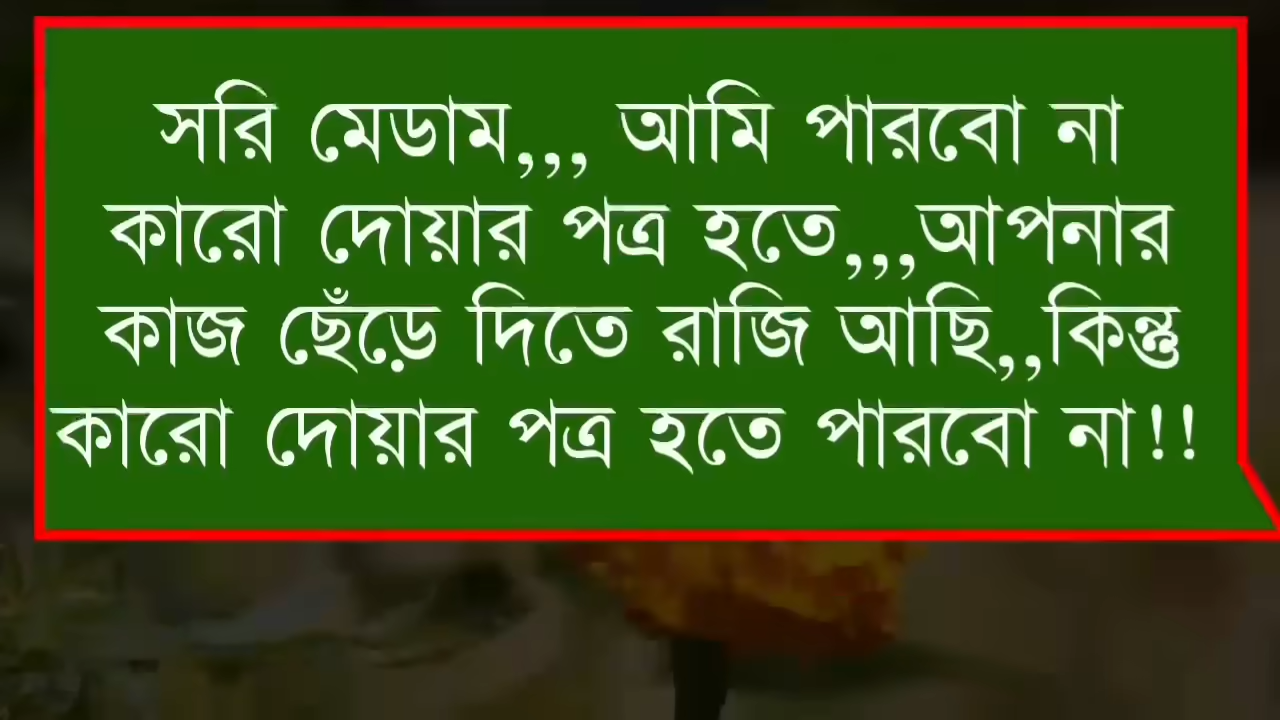 সরি মেডাম,,, আমি পারবো না
কারো দোয়ার পত্র হতে,,,আপনার
কাজ ছেঁড়ে দিতে রাজি আছি,,কিন্তু
কারো দোয়ার পত্র হতে পারবো না!!